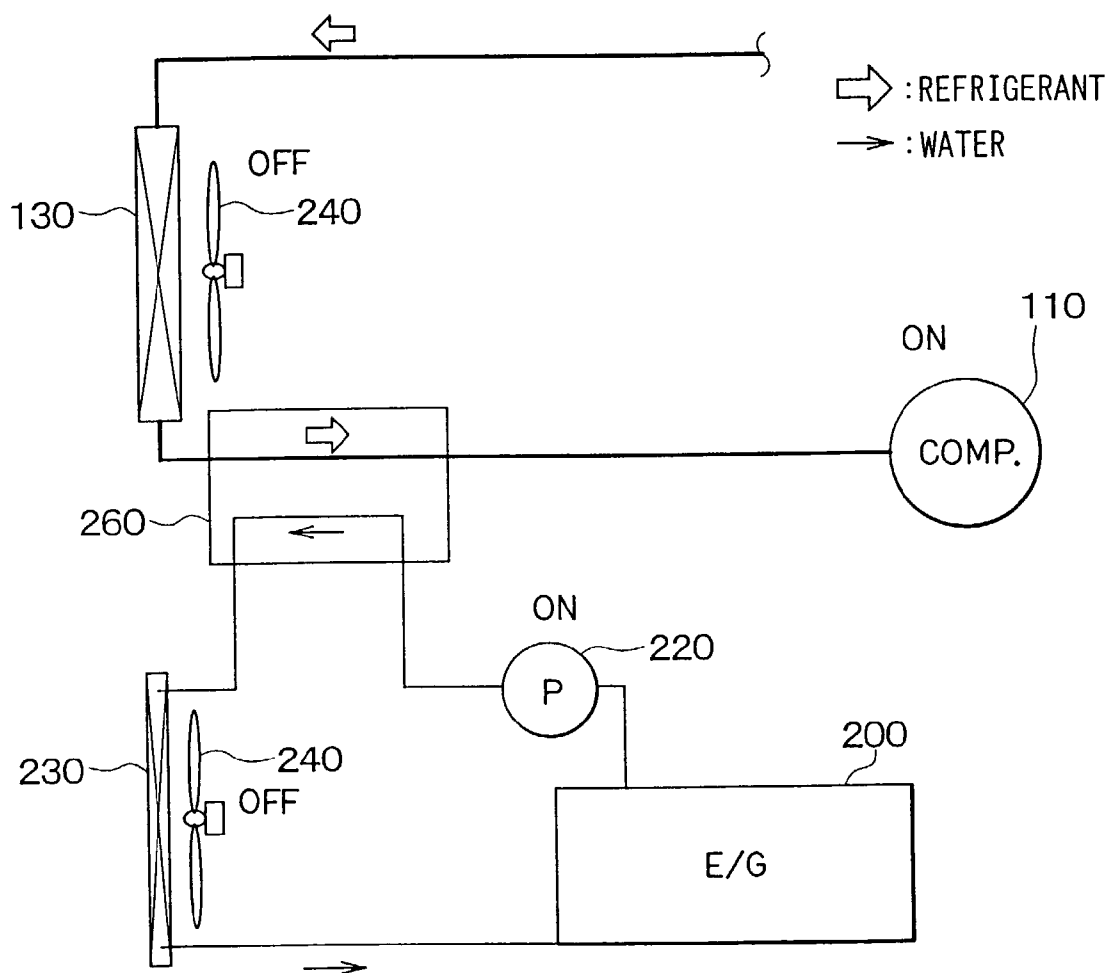 : REFRIGERANT
: WATER
OFF
240
130
110
ON
COMP.
260
ON
220
P
230
240
OFF
200
E/G